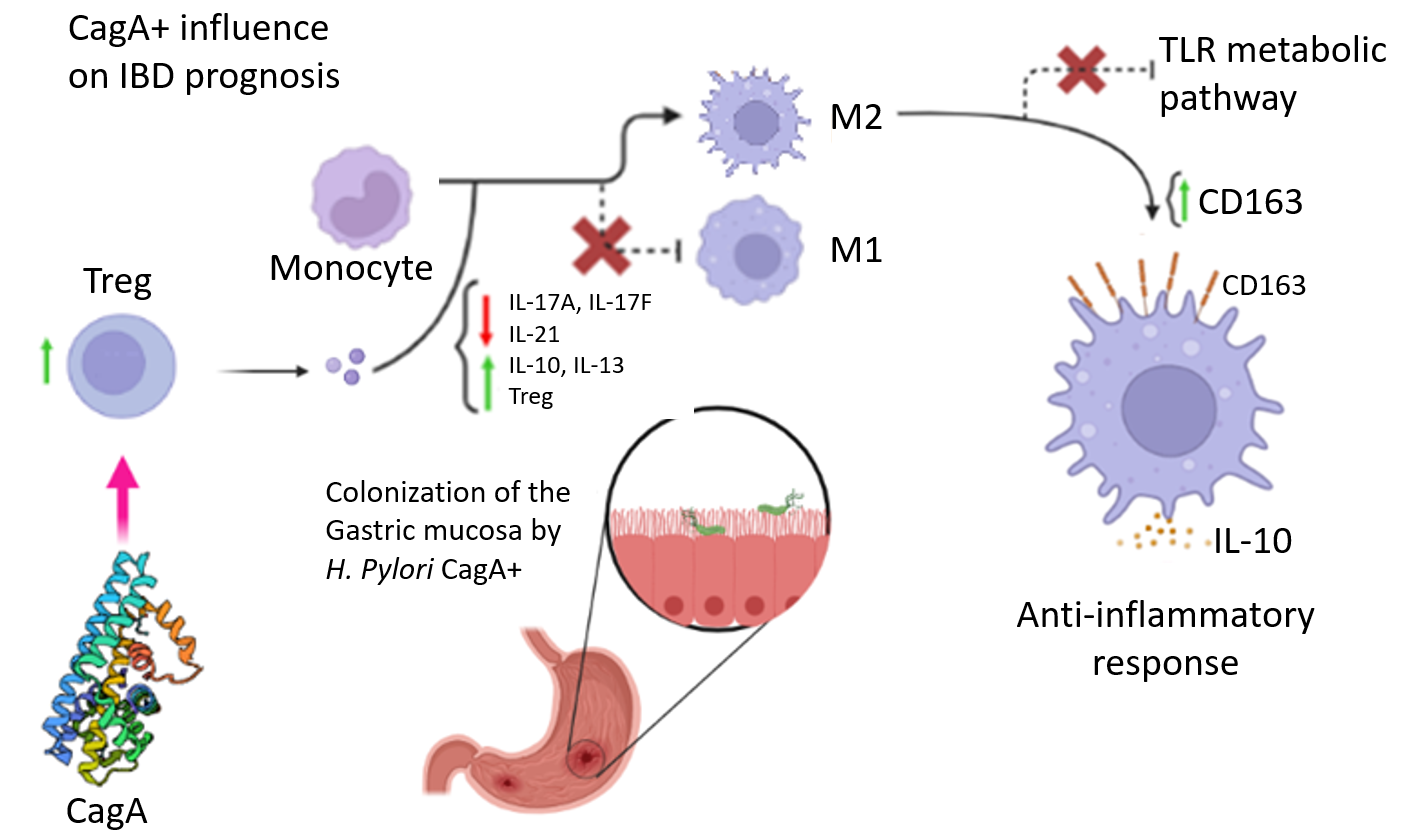 CagA+ influence
on IBD prognosis
TLR metabolic
pathway
M2
Monocyte
M1
CD163
Treg
CD163
IL-17A, IL-17F
IL-21
IL-10, IL-13
Treg
Colonization of the
Gastric mucosa by
H. Pylori CagA+
IL-10
Anti-inflammatory
response
CagA